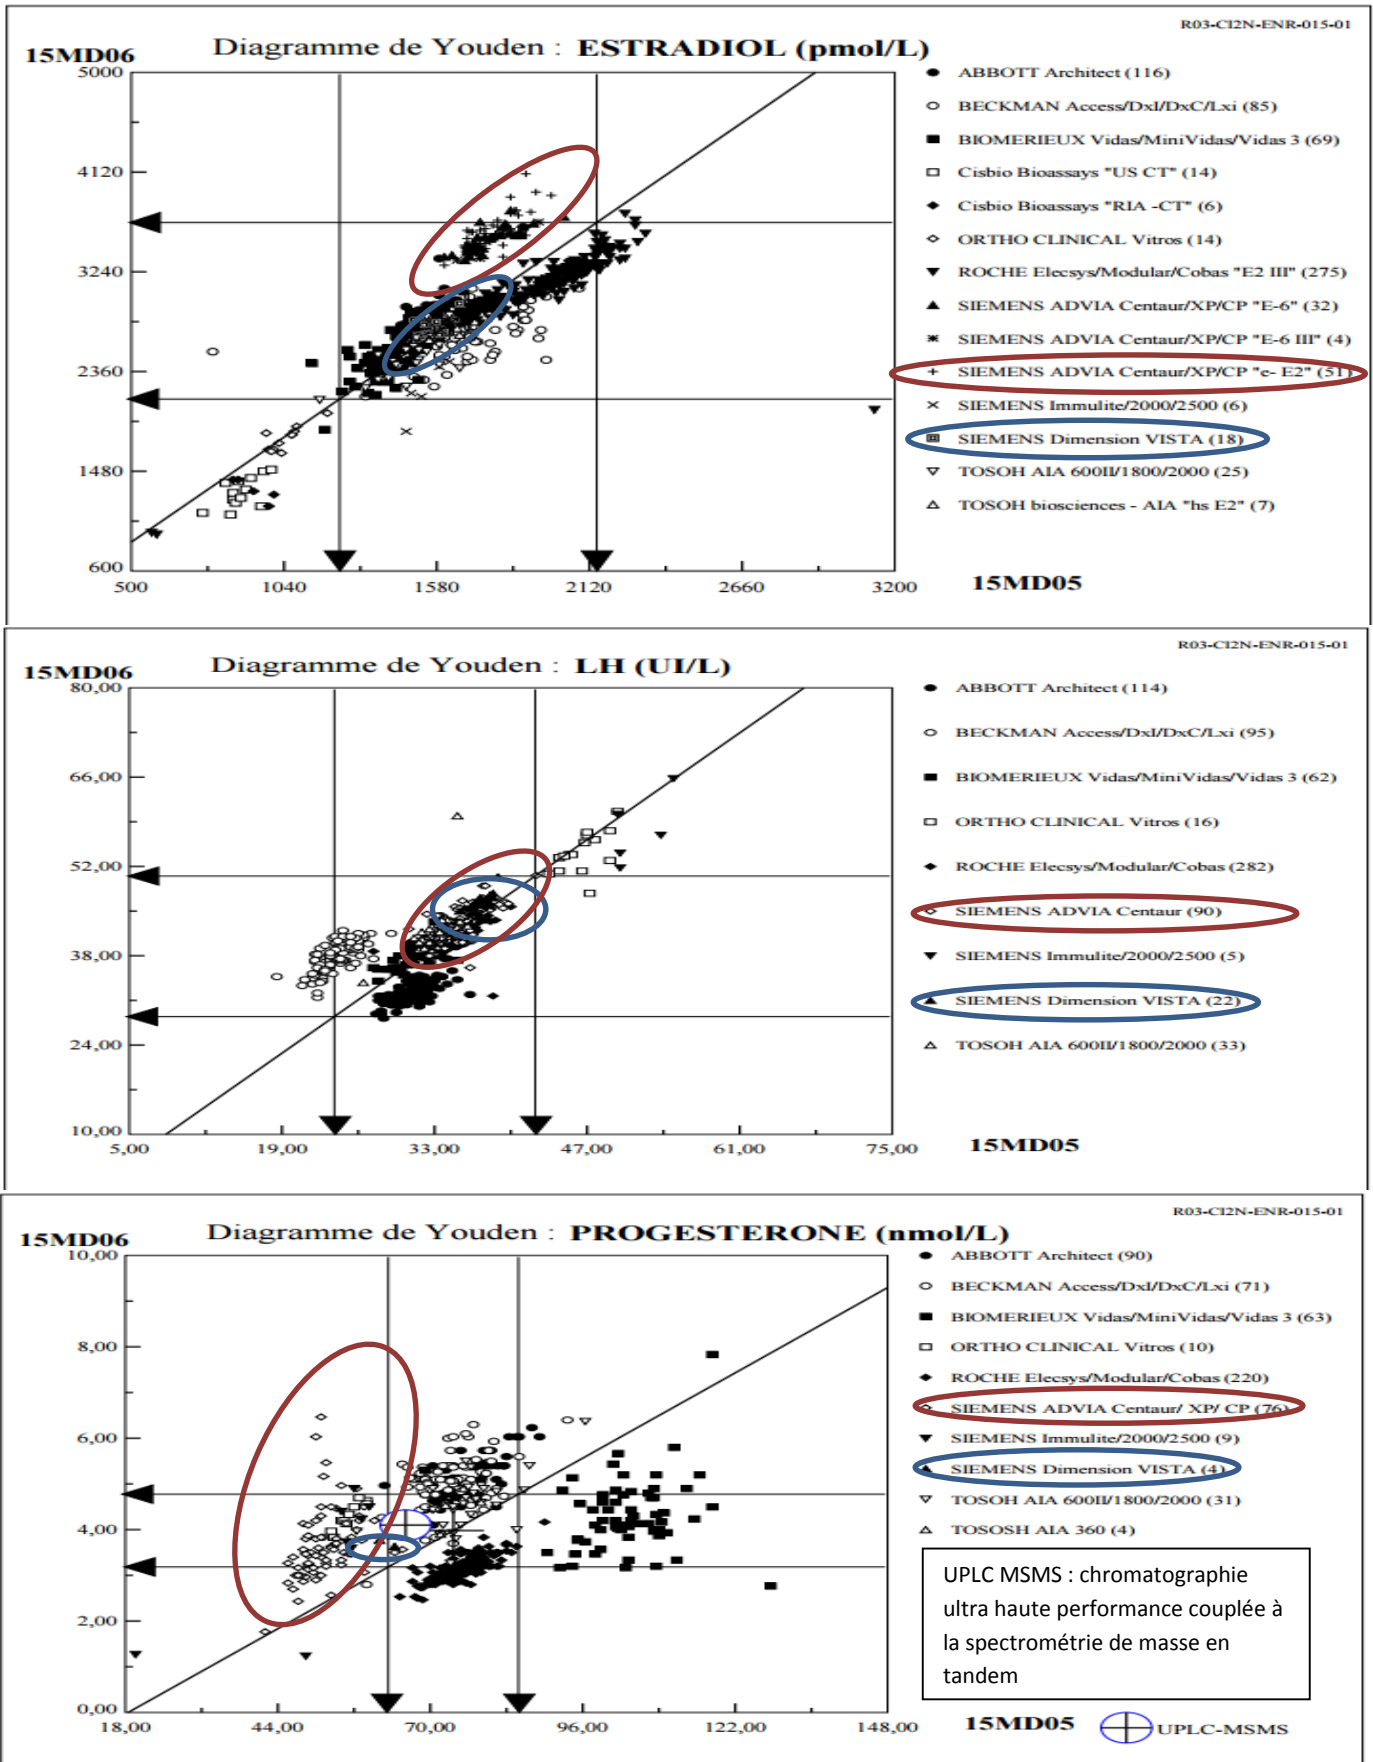 R03-CI2N-ENR-015-01
15MD06
Diagramme de Youden : ESTRADIOL (pmol/L)
5000
4120
3240
2360
1480
600
500
1040
1580
2120
2660
3200
15MD05
ABBOTT Architect (116)
BECKMAN Access/DxI/DxC/Lxi (85)
BIOMERIEUX Vidas/MiniVidas/Vidas 3 (69)
Cisbio Bioassays "US CT" (14)
Cisbio Bioassays "RIA -CT" (6)
ORTHO CLINICAL Vitros (14)
ROCHE Elecsys/Modular/Cobas "E2 III" (275)
SIEMENS ADVIA Centaur/XP/CP "E-6" (32)
SIEMENS ADVIA Centaur/XP/CP "E-6 III" (4)
SIEMENS ADVIA Centaur/XP/CP "e- E2" (51)
SIEMENS Immulite/2000/2500 (6)
SIEMENS Dimension VISTA (18)
TOSOH AIA 600II/1800/2000 (25)
TOSOH biosciences - AIA "hs E2" (7)
R03-CI2N-ENR-015-01
15MD06
Diagramme de Youden : LH (UI/L)
80,00
66,00
52,00
38,00
24,00
10,00
5,00
19,00
33,00
47,00
61,00
75,00
15MD05
ABBOTT Architect (114)
BECKMAN Access/DxI/DxC/Lxi (95)
BIOMERIEUX Vidas/MiniVidas/Vidas 3 (62)
ORTHO CLINICAL Vitros (16)
ROCHE Elecsys/Modular/Cobas (282)
SIEMENS ADVIA Centaur (90)
SIEMENS Immulite/2000/2500 (5)
SIEMENS Dimension VISTA (22)
TOSOH AIA 600II/1800/2000 (33)
R03-CI2N-ENR-015-01
15MD06
Diagramme de Youden : PROGESTERONE (nmol/L)
10,00
8,00
6,00
4,00
2,00
0,00
18,00
44,00
70,00
96,00
122,00
148,00
15MD05
UPLC-MSMS
ABBOTT Architect (90)
BECKMAN Access/DxI/DxC/Lxi (71)
BIOMERIEUX Vidas/MiniVidas/Vidas 3 (63)
ORTHO CLINICAL Vitros (10)
ROCHE Elecsys/Modular/Cobas (220)
SIEMENS ADVIA Centaur/ XP/ CP (76)
SIEMENS Immulite/2000/2500 (9)
SIEMENS Dimension VISTA (4)
TOSOH AIA 600II/1800/2000 (31)
TOSOSH AIA 360 (4)
UPLC MSMS : chromatographie
ultra haute performance couplée à
la spectrométrie de masse en
tandem